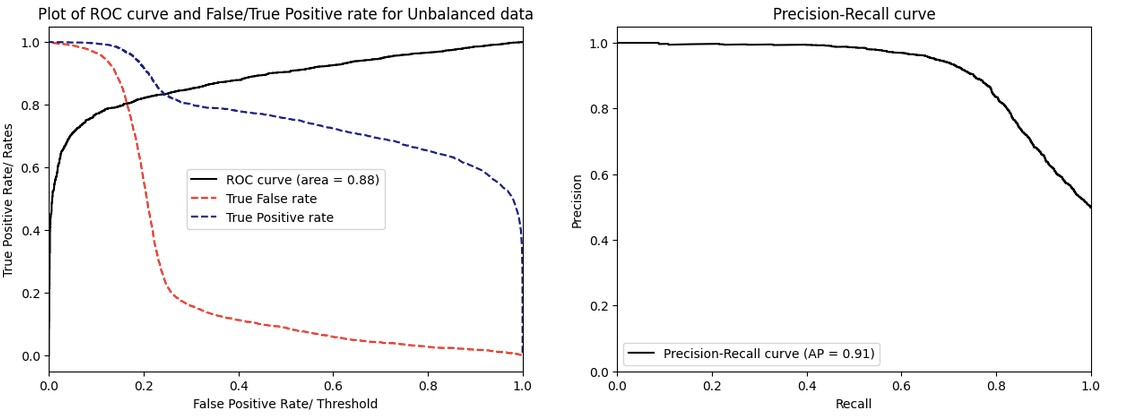 Plot of ROC curve and False/True Positive rate for Unbalanced data
True Positive Rate/ Rates
1.0
0.8
0.6
0.4
0.2
0.0
ROC curve (area = 0.88)
True False rate
True Positive rate
0.0 0.2 0.4 0.6 0.8 1.0
False Positive Rate/ Threshold
Precision-Recall curve
Precision
1.0
0.8
0.6
0.4
0.2
0.0
Precision-Recall curve (AP = 0.91)
0.0 0.2 0.4 0.6 0.8 1.0
Recall